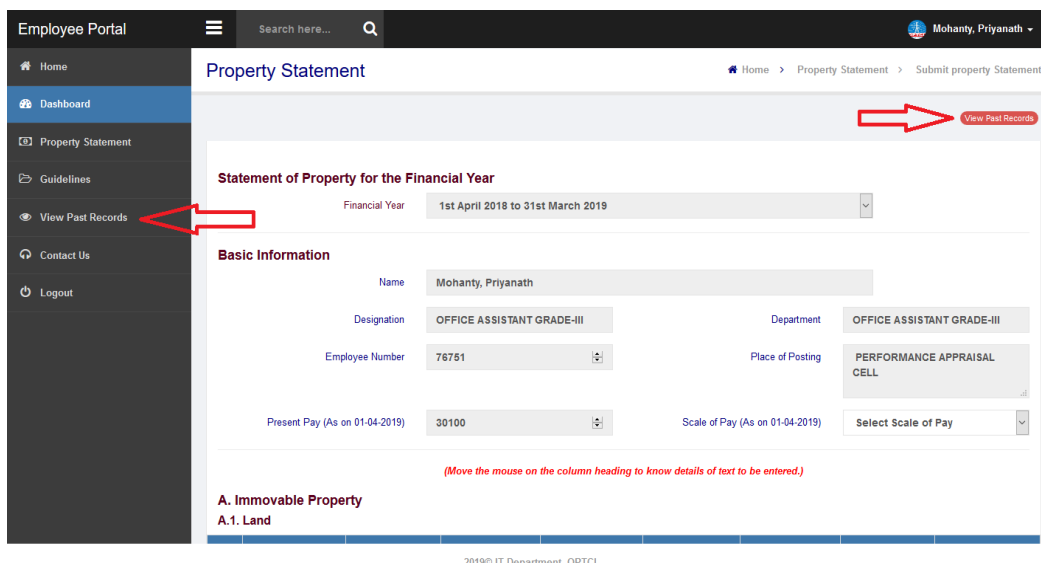 Employee Portal
Search here...
Mohanty, Priyanath
Home
Dashboard
Property Statement
Guidelines
View Past Records
Contact Us
Logout
Property Statement
Home > Property Statement > Submit property Statement
View Past Records
Statement of Property for the Financial Year
Financial Year 1st April 2018 to 31st March 2019
Basic Information
Name Mohanty, Priyanath
Designation OFFICE ASSISTANT GRADE-III Department OFFICE ASSISTANT GRADE-III
Employee Number 76751 Place of Posting PERFORMANCE APPRAISAL
CELL
Present Pay (As on 01-04-2019) 30100 Scale of Pay (As on 01-04-2019) Select Scale of Pay
(Move the mouse on the column heading to know details of text to be entered.)
A. Immovable Property
A.1. Land
2019© IT Department, OPTCL